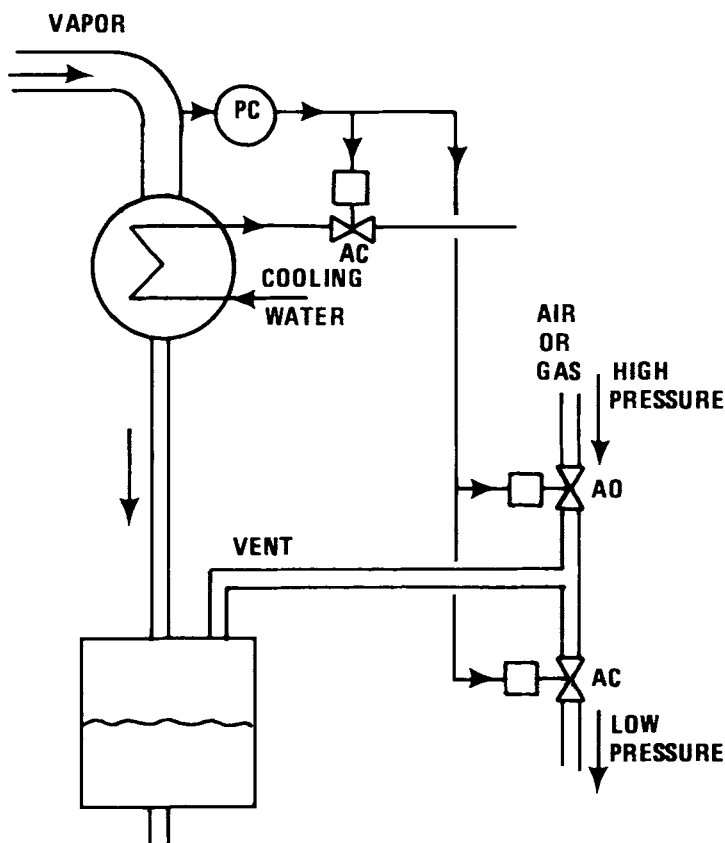 VAPOR
PC
AC
COOLING
WATER
AIR
OR
GAS
HIGH
PRESSURE
AO
VENT
AC
LOW
PRESSURE